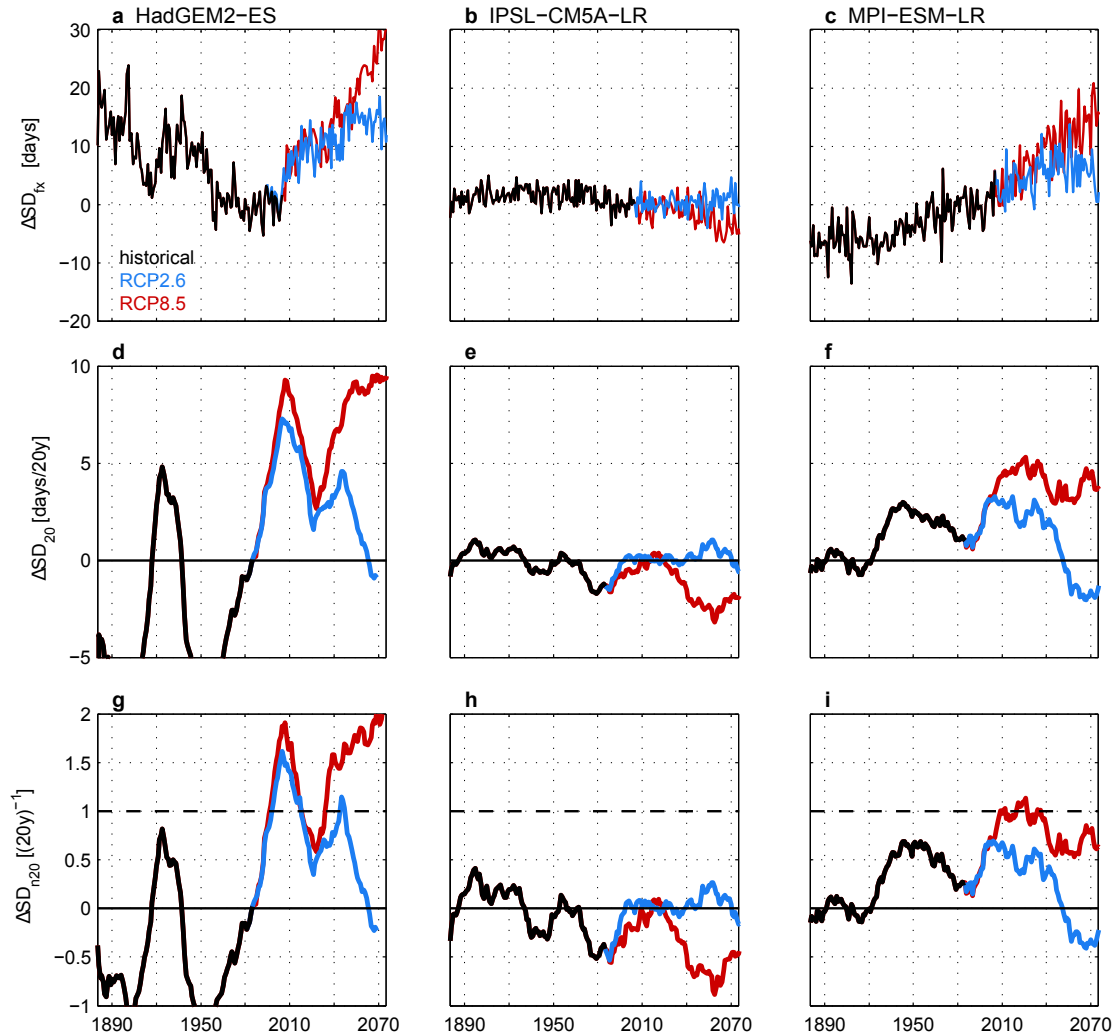 a HadGEM2−ES
b IPSL−CM5A−LR
c MPI−ESM−LR
30
20
10
0
−10
−20
ΔSD_fx [days]
historical
RCP2.6
RCP8.5
d
e
f
10
5
0
−5
ΔSD_20 [days/20y]
g
h
i
2
1.5
1
0.5
0
−0.5
−1
ΔSD_n20 [(20y)^−1]
1890 1950 2010 2070
1890 1950 2010 2070
1890 1950 2010 2070